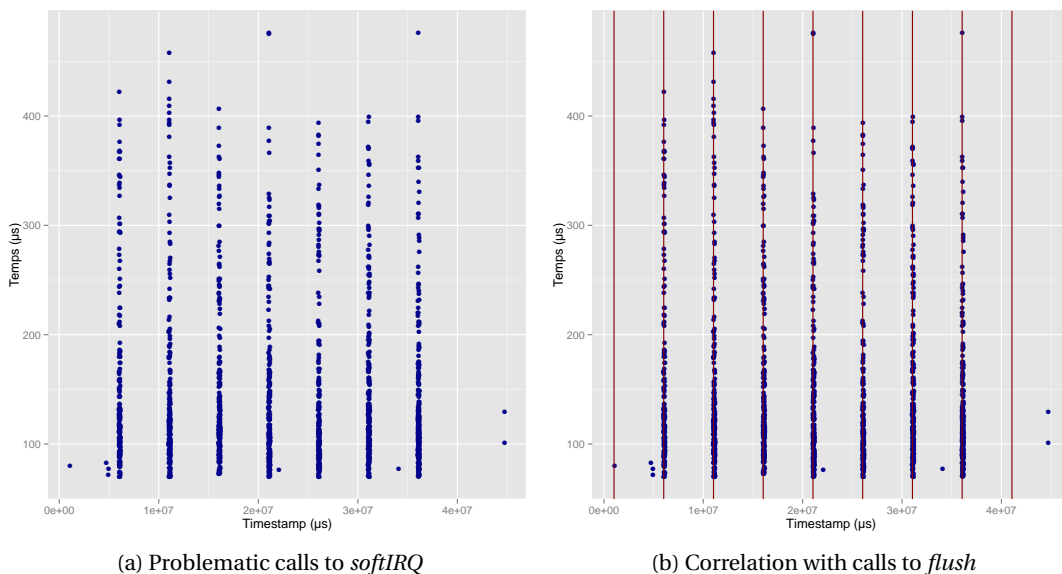 400
300
200
100
Temps (µs)
0e+00 1e+07 2e+07 3e+07 4e+07
Timestamp (µs)
(a) Problematic calls to softIRQ
400
300
200
100
Temps (µs)
0e+00 1e+07 2e+07 3e+07 4e+07
Timestamp (µs)
(b) Correlation with calls to flush